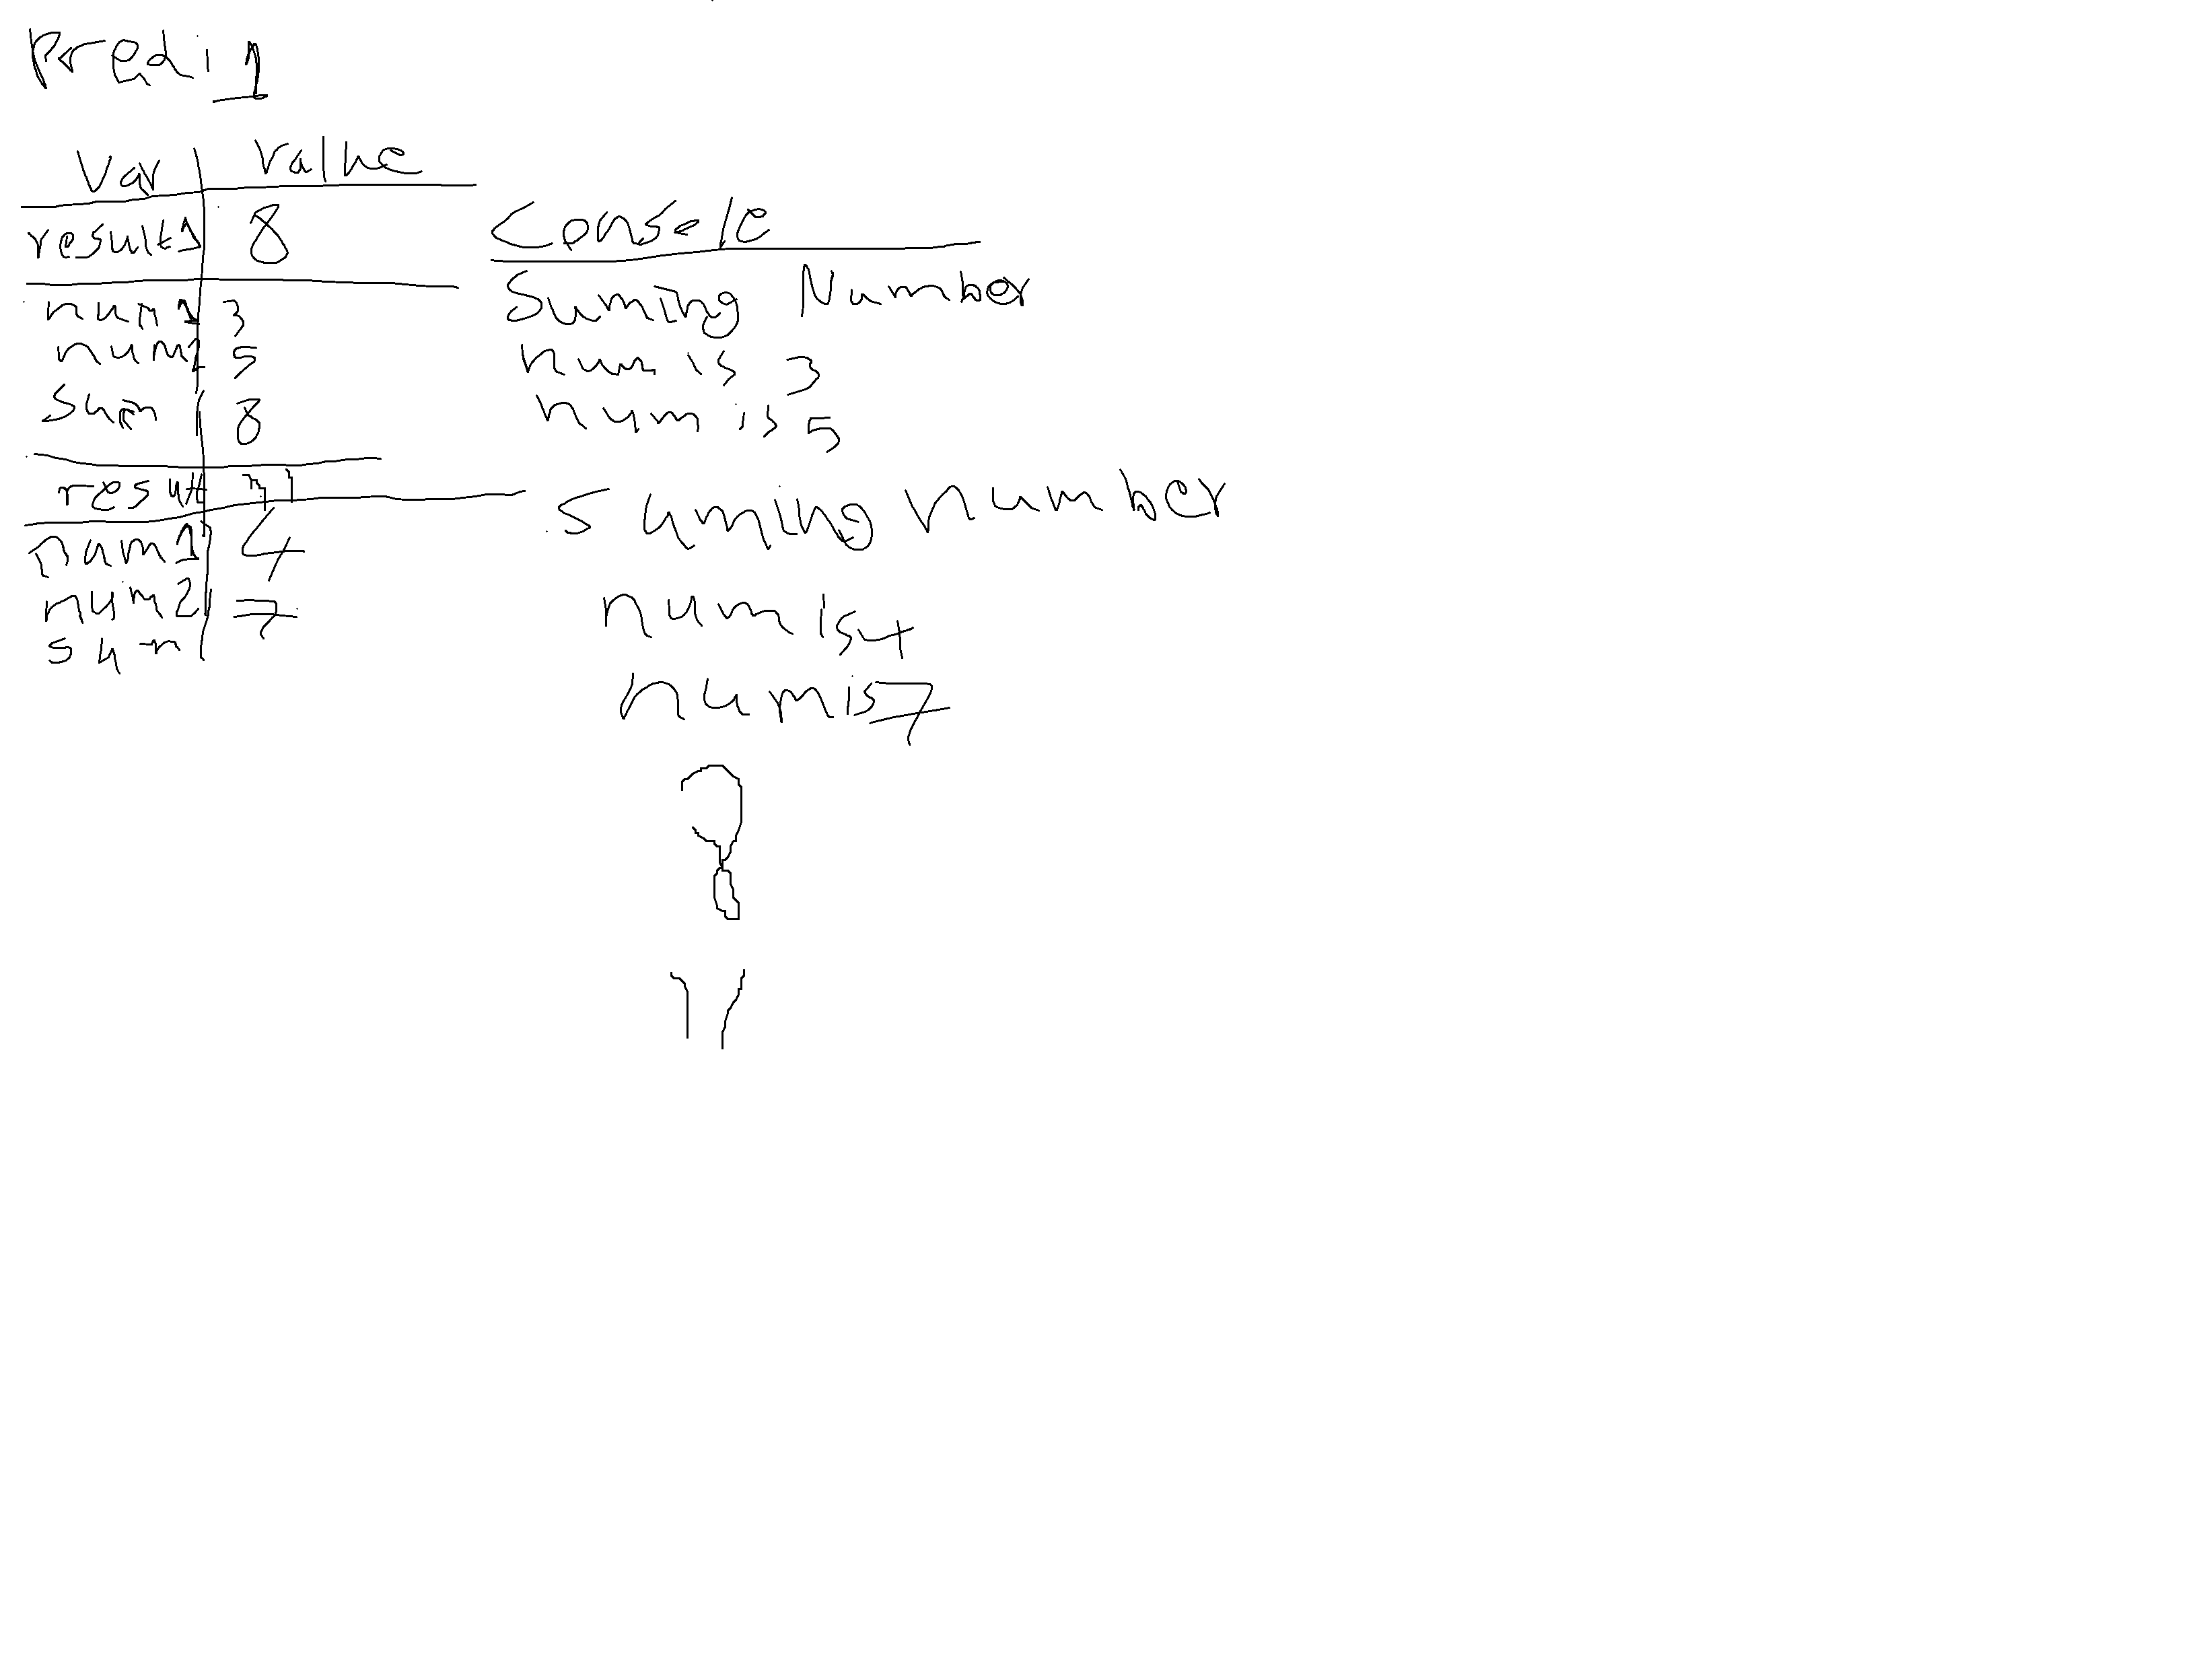 Predi 1
Var Value
result1 8
num1 3
num2 5
sum 8
result 11
num1 4
num2 7
sum
Console
Suming Number
num is 3
num is 5
suming number
num is 4
num is 7
8
11